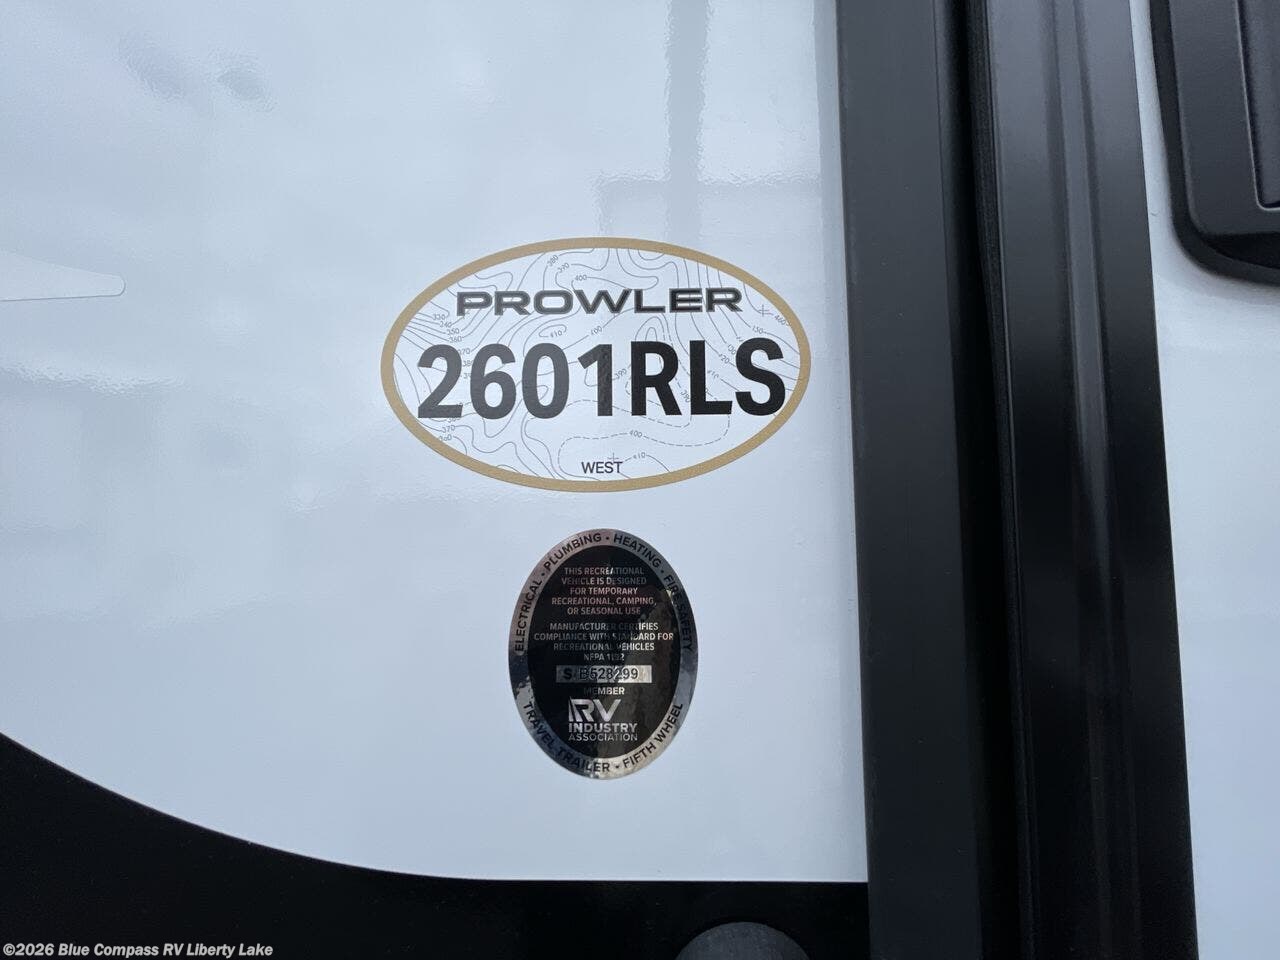 PROWLER
2601RLS
WEST
ELECTRICAL • PLUMBING • HEATING • FIRE SAFETY
THIS RECREATIONAL
VEHICLE IS DESIGNED
FOR TEMPORARY
RECREATIONAL, CAMPING,
OR SEASONAL USE
MANUFACTURER CERTIFIES
COMPLIANCE WITH STANDARD FOR
RECREATIONAL VEHICLES
NFPA 1192
MEMBER
RV
INDUSTRY
ASSOCIATION
TRAVEL TRAILER • FIFTH WHEEL
©2026 Blue Compass RV Liberty Lake